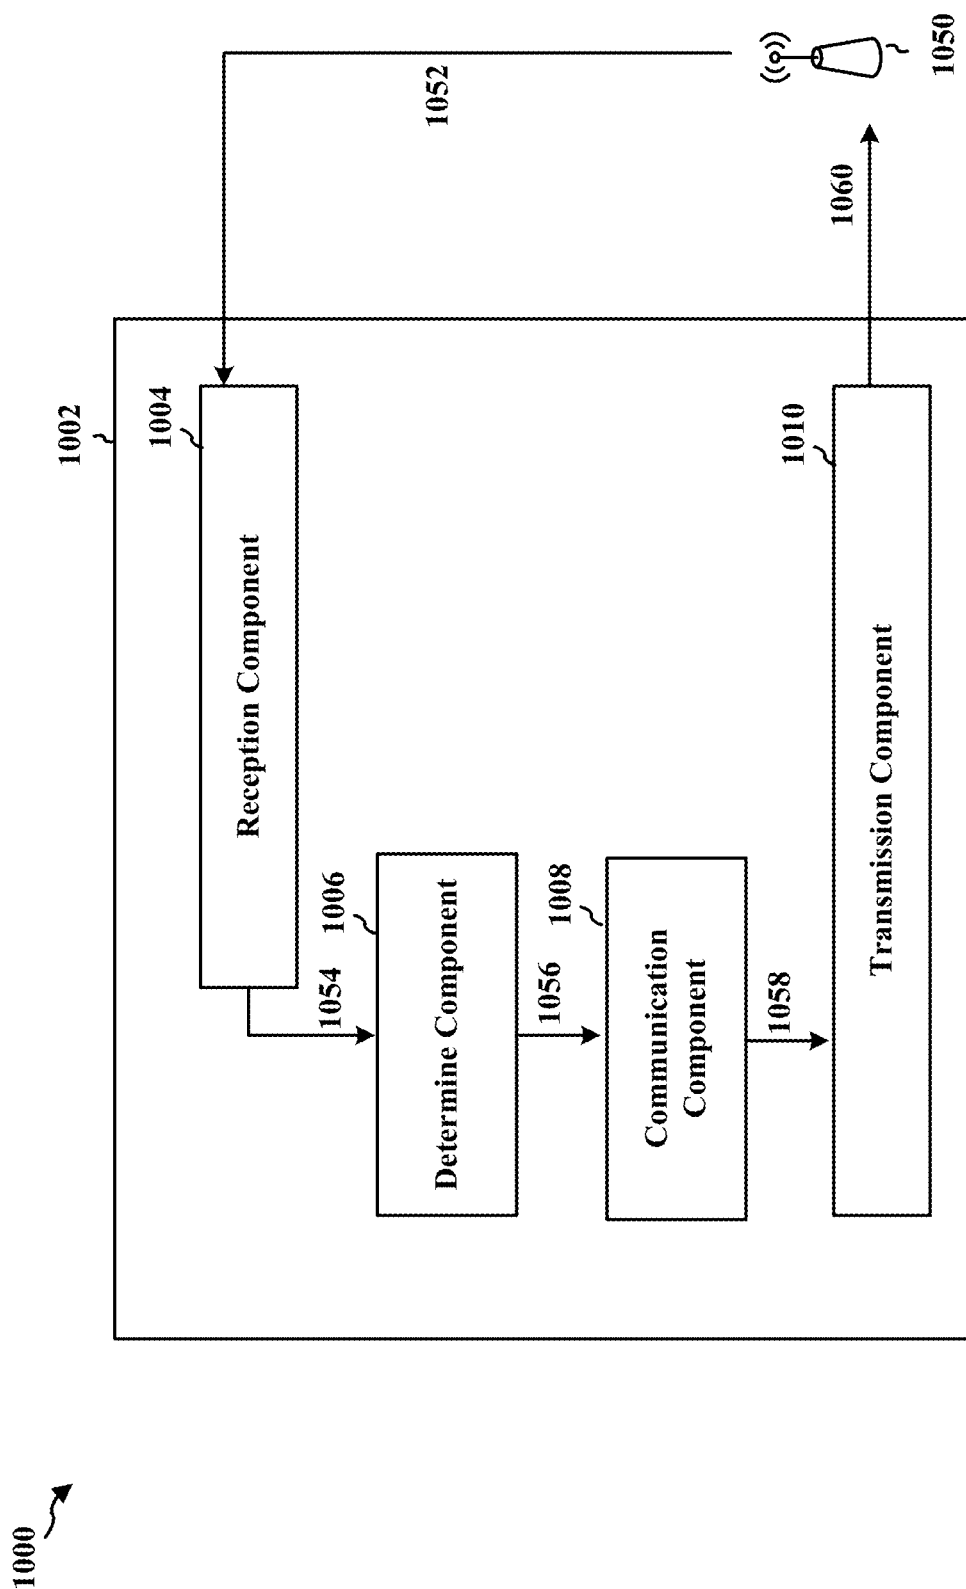 1000
1002
1004
Reception Component
1052
1054
1006
Determine Component
1056
1008
Communication
Component
1058
1010
Transmission Component
1060
1050